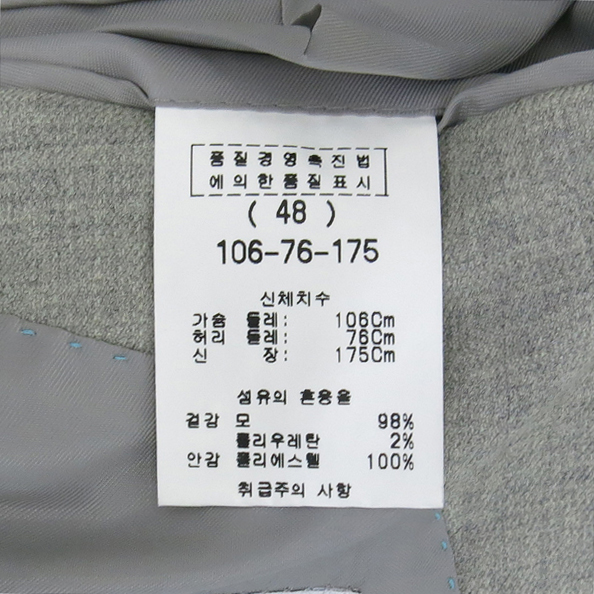 품질경영촉진법
에의한품질표시
( 48 )
106-76-175
신체치수
가슴 둘레: 106Cm
허리 둘레: 76Cm
신 장: 175Cm
섬유의 혼용율
겉감 모 98%
폴리우레탄 2%
안감 폴리에스텔 100%
취급주의 사항